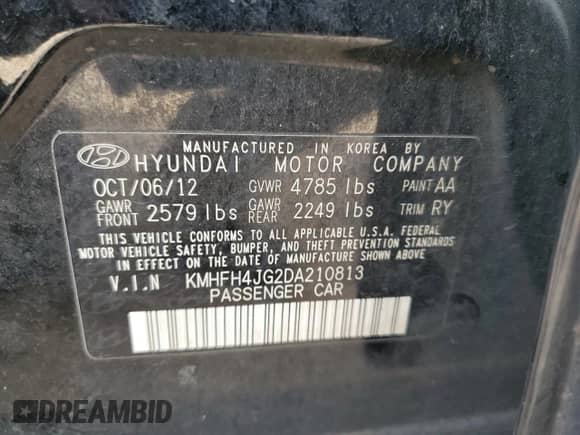 MANUFACTURED IN KOREA BY
HYUNDAI MOTOR COMPANY
OCT/06/12 GVWR 4785 lbs PAINT AA
GAWR FRONT 2579 lbs GAWR REAR 2249 lbs TRIM RY
THIS VEHICLE CONFORMS TO ALL APPLICABLE U.S.A. FEDERAL
MOTOR VEHICLE SAFETY, BUMPER, AND THEFT PREVENTION STANDARDS
IN EFFECT ON THE DATE OF MANUFACTURE SHOWN ABOVE.
V.I.N KMHFH4JG2DA210813
PASSENGER CAR
DREAMBID